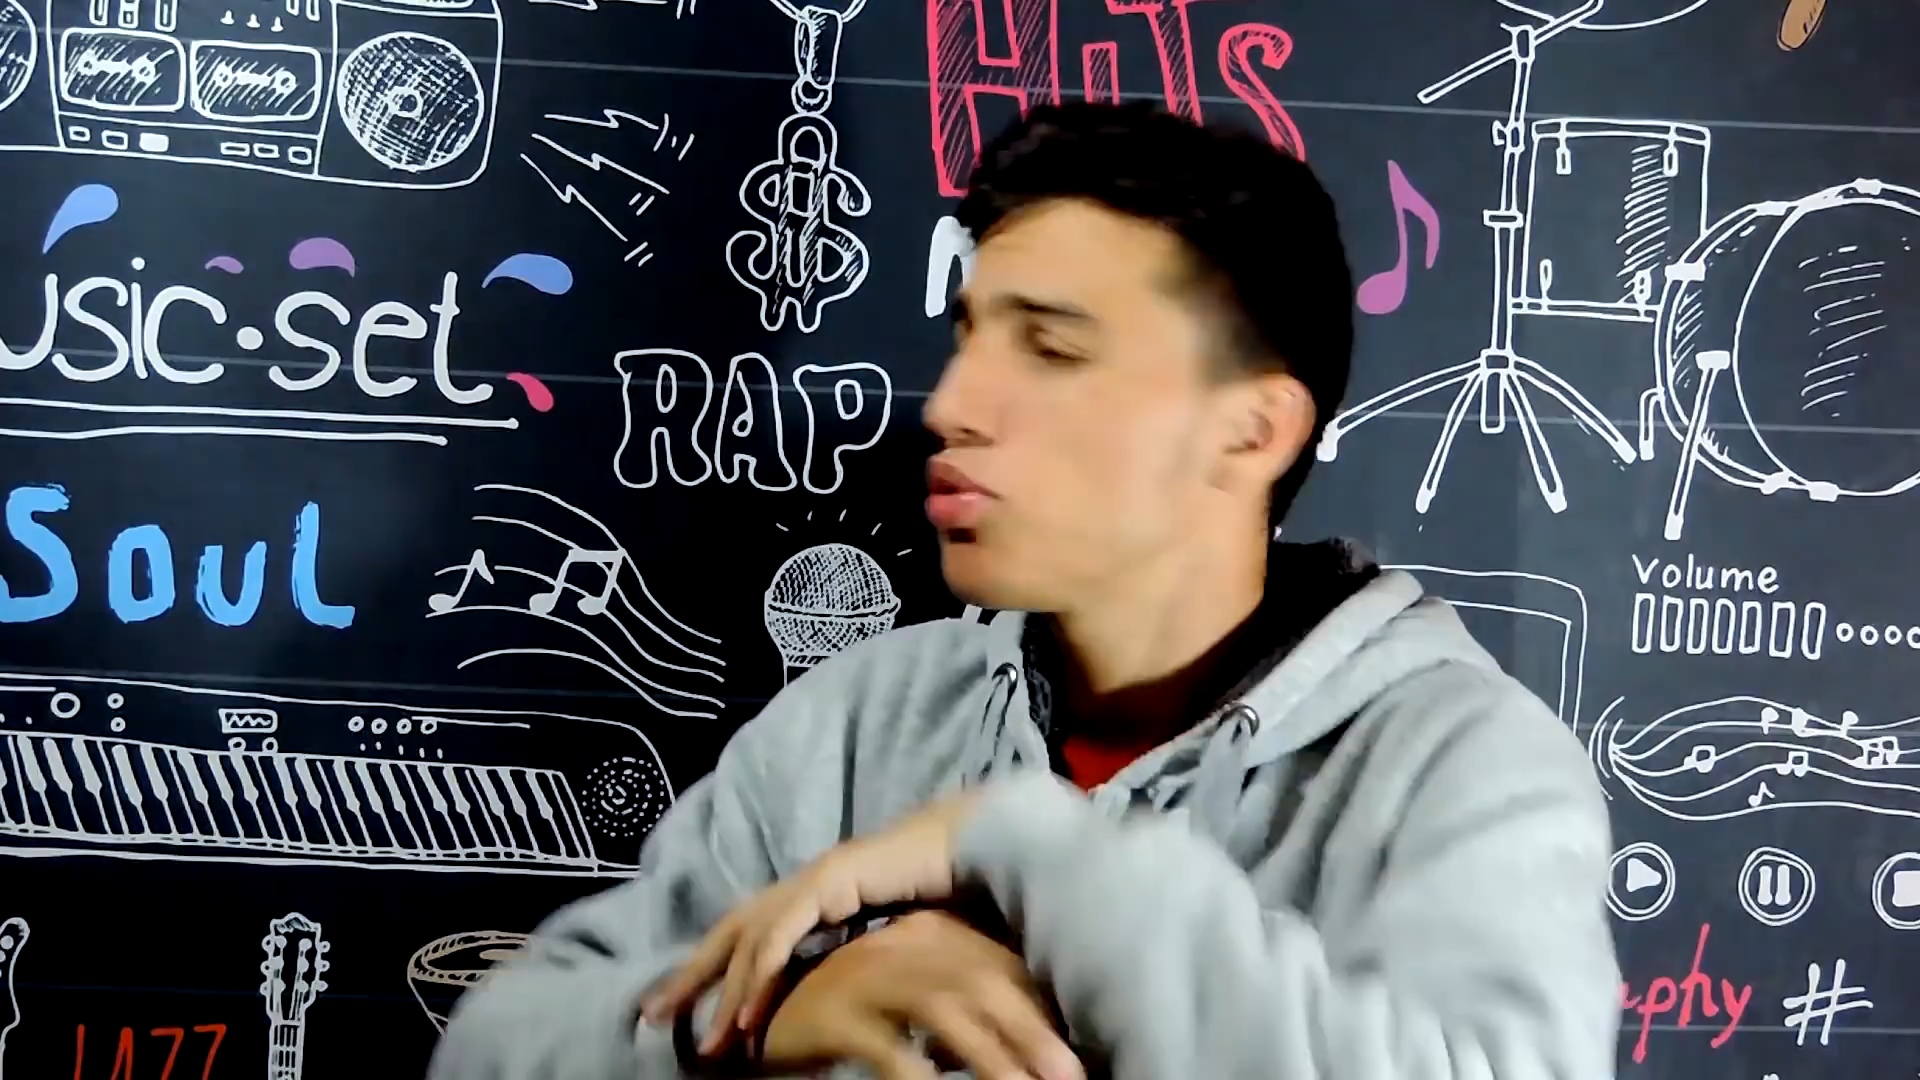 HiTS
usic·set
RAP
Soul
volume
phy #
JAZZ